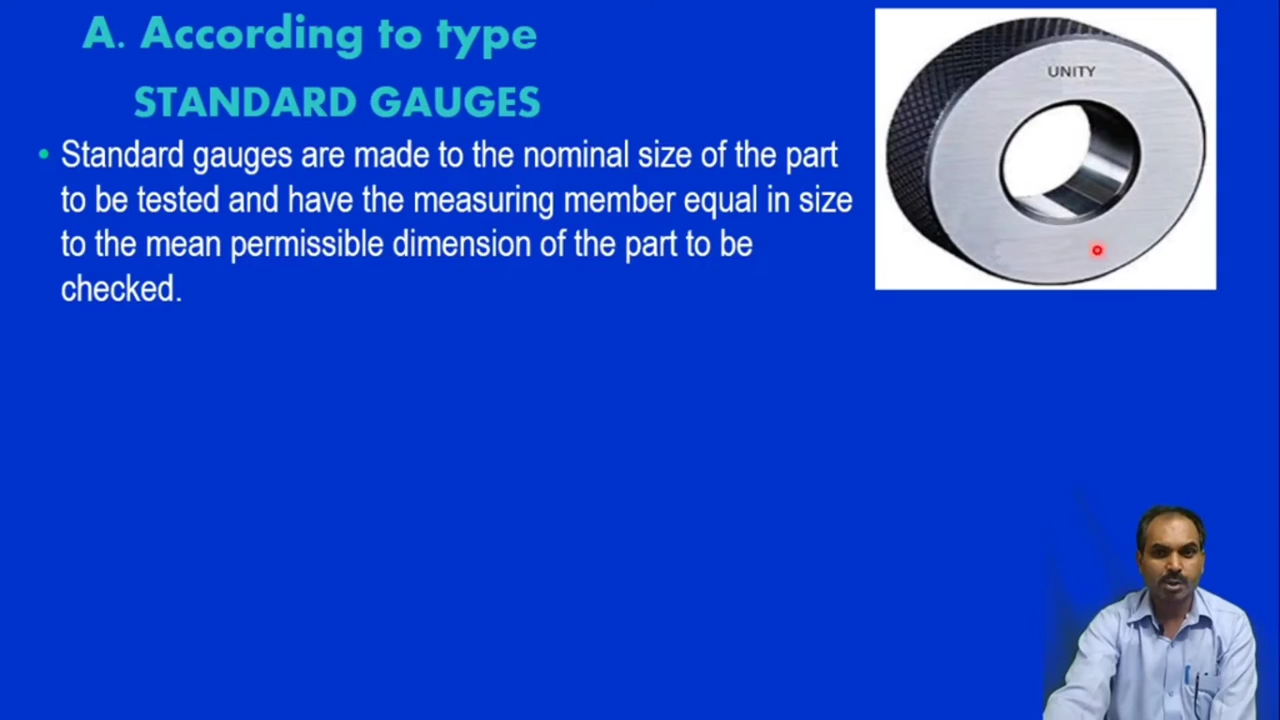 A. According to type
STANDARD GAUGES
• Standard gauges are made to the nominal size of the part
to be tested and have the measuring member equal in size
to the mean permissible dimension of the part to be
checked.
UNITY